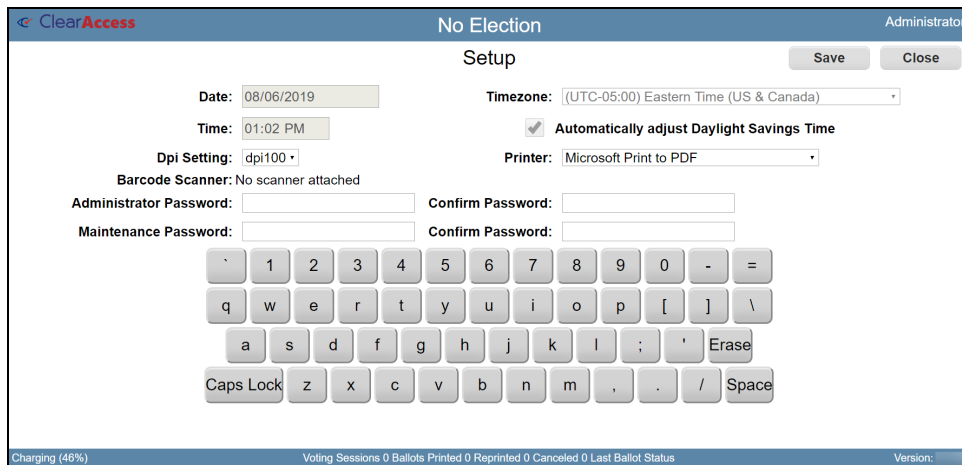 ClearAccess No Election Administrator
Setup Save Close
Date: 08/06/2019 Timezone: (UTC-05:00) Eastern Time (US & Canada)
Time: 01:02 PM Automatically adjust Daylight Savings Time
Dpi Setting: dpi100 Printer: Microsoft Print to PDF
Barcode Scanner: No scanner attached
Administrator Password: Confirm Password:
Maintenance Password: Confirm Password:
` 1 2 3 4 5 6 7 8 9 0 - =
q w e r t y u i o p [ ] \
a s d f g h j k l ; ' Erase
Caps Lock z x c v b n m , . / Space
Charging (46%) Voting Sessions 0 Ballots Printed 0 Reprinted 0 Canceled 0 Last Ballot Status Version: